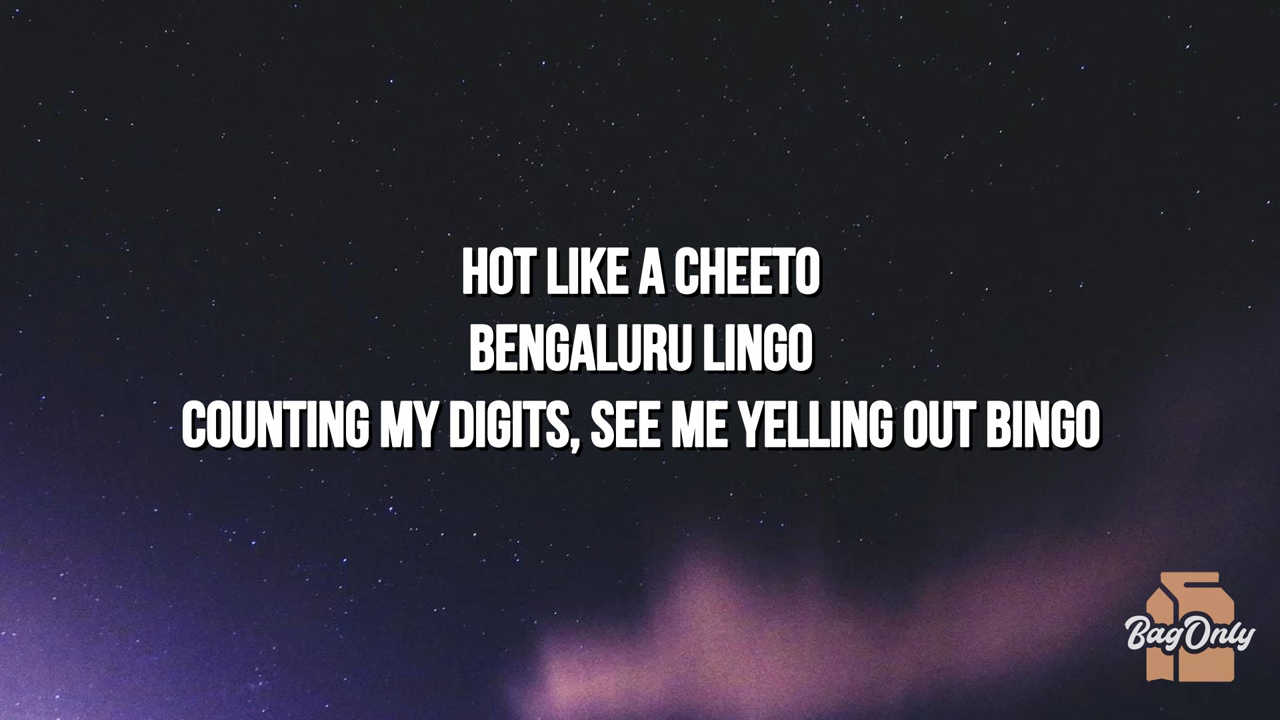 HOT LIKE A CHEETO
BENGALURU LINGO
COUNTING MY DIGITS, SEE ME YELLING OUT BINGO
BagOnly